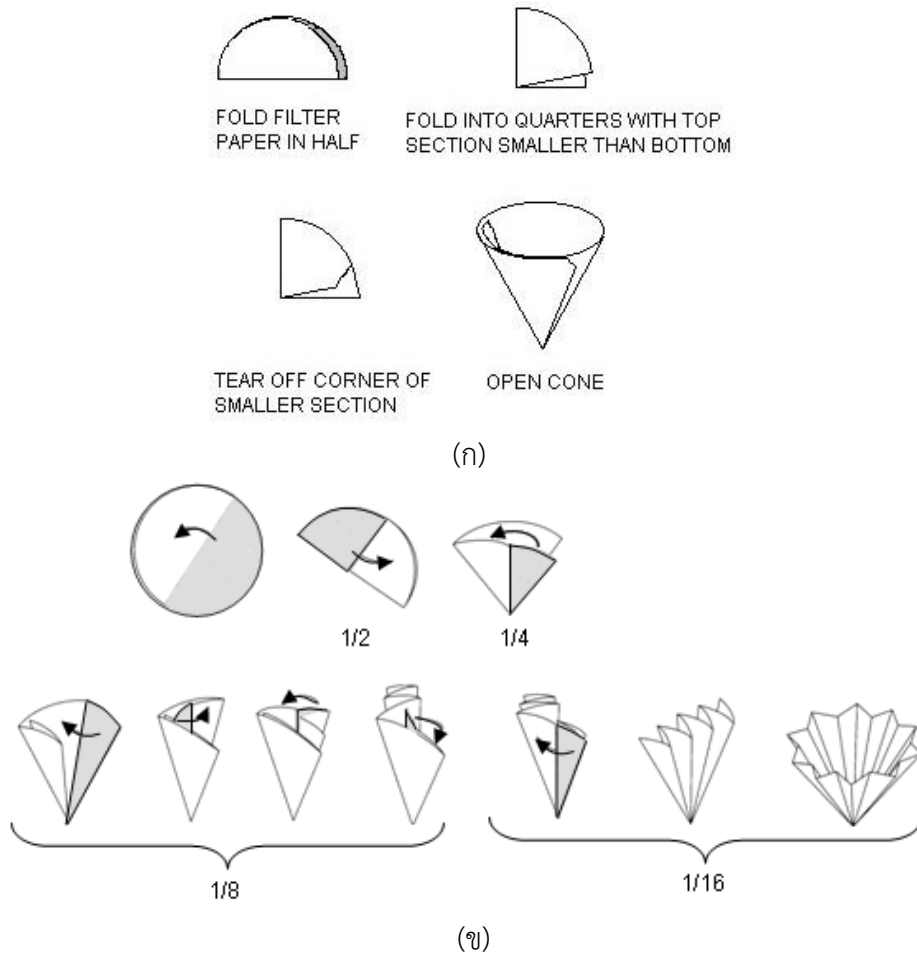 FOLD FILTER
PAPER IN HALF
FOLD INTO QUARTERS WITH TOP
SECTION SMALLER THAN BOTTOM
TEAR OFF CORNER OF
SMALLER SECTION
OPEN CONE
(ก)
1/2
1/4
1/8
1/16
(ข)